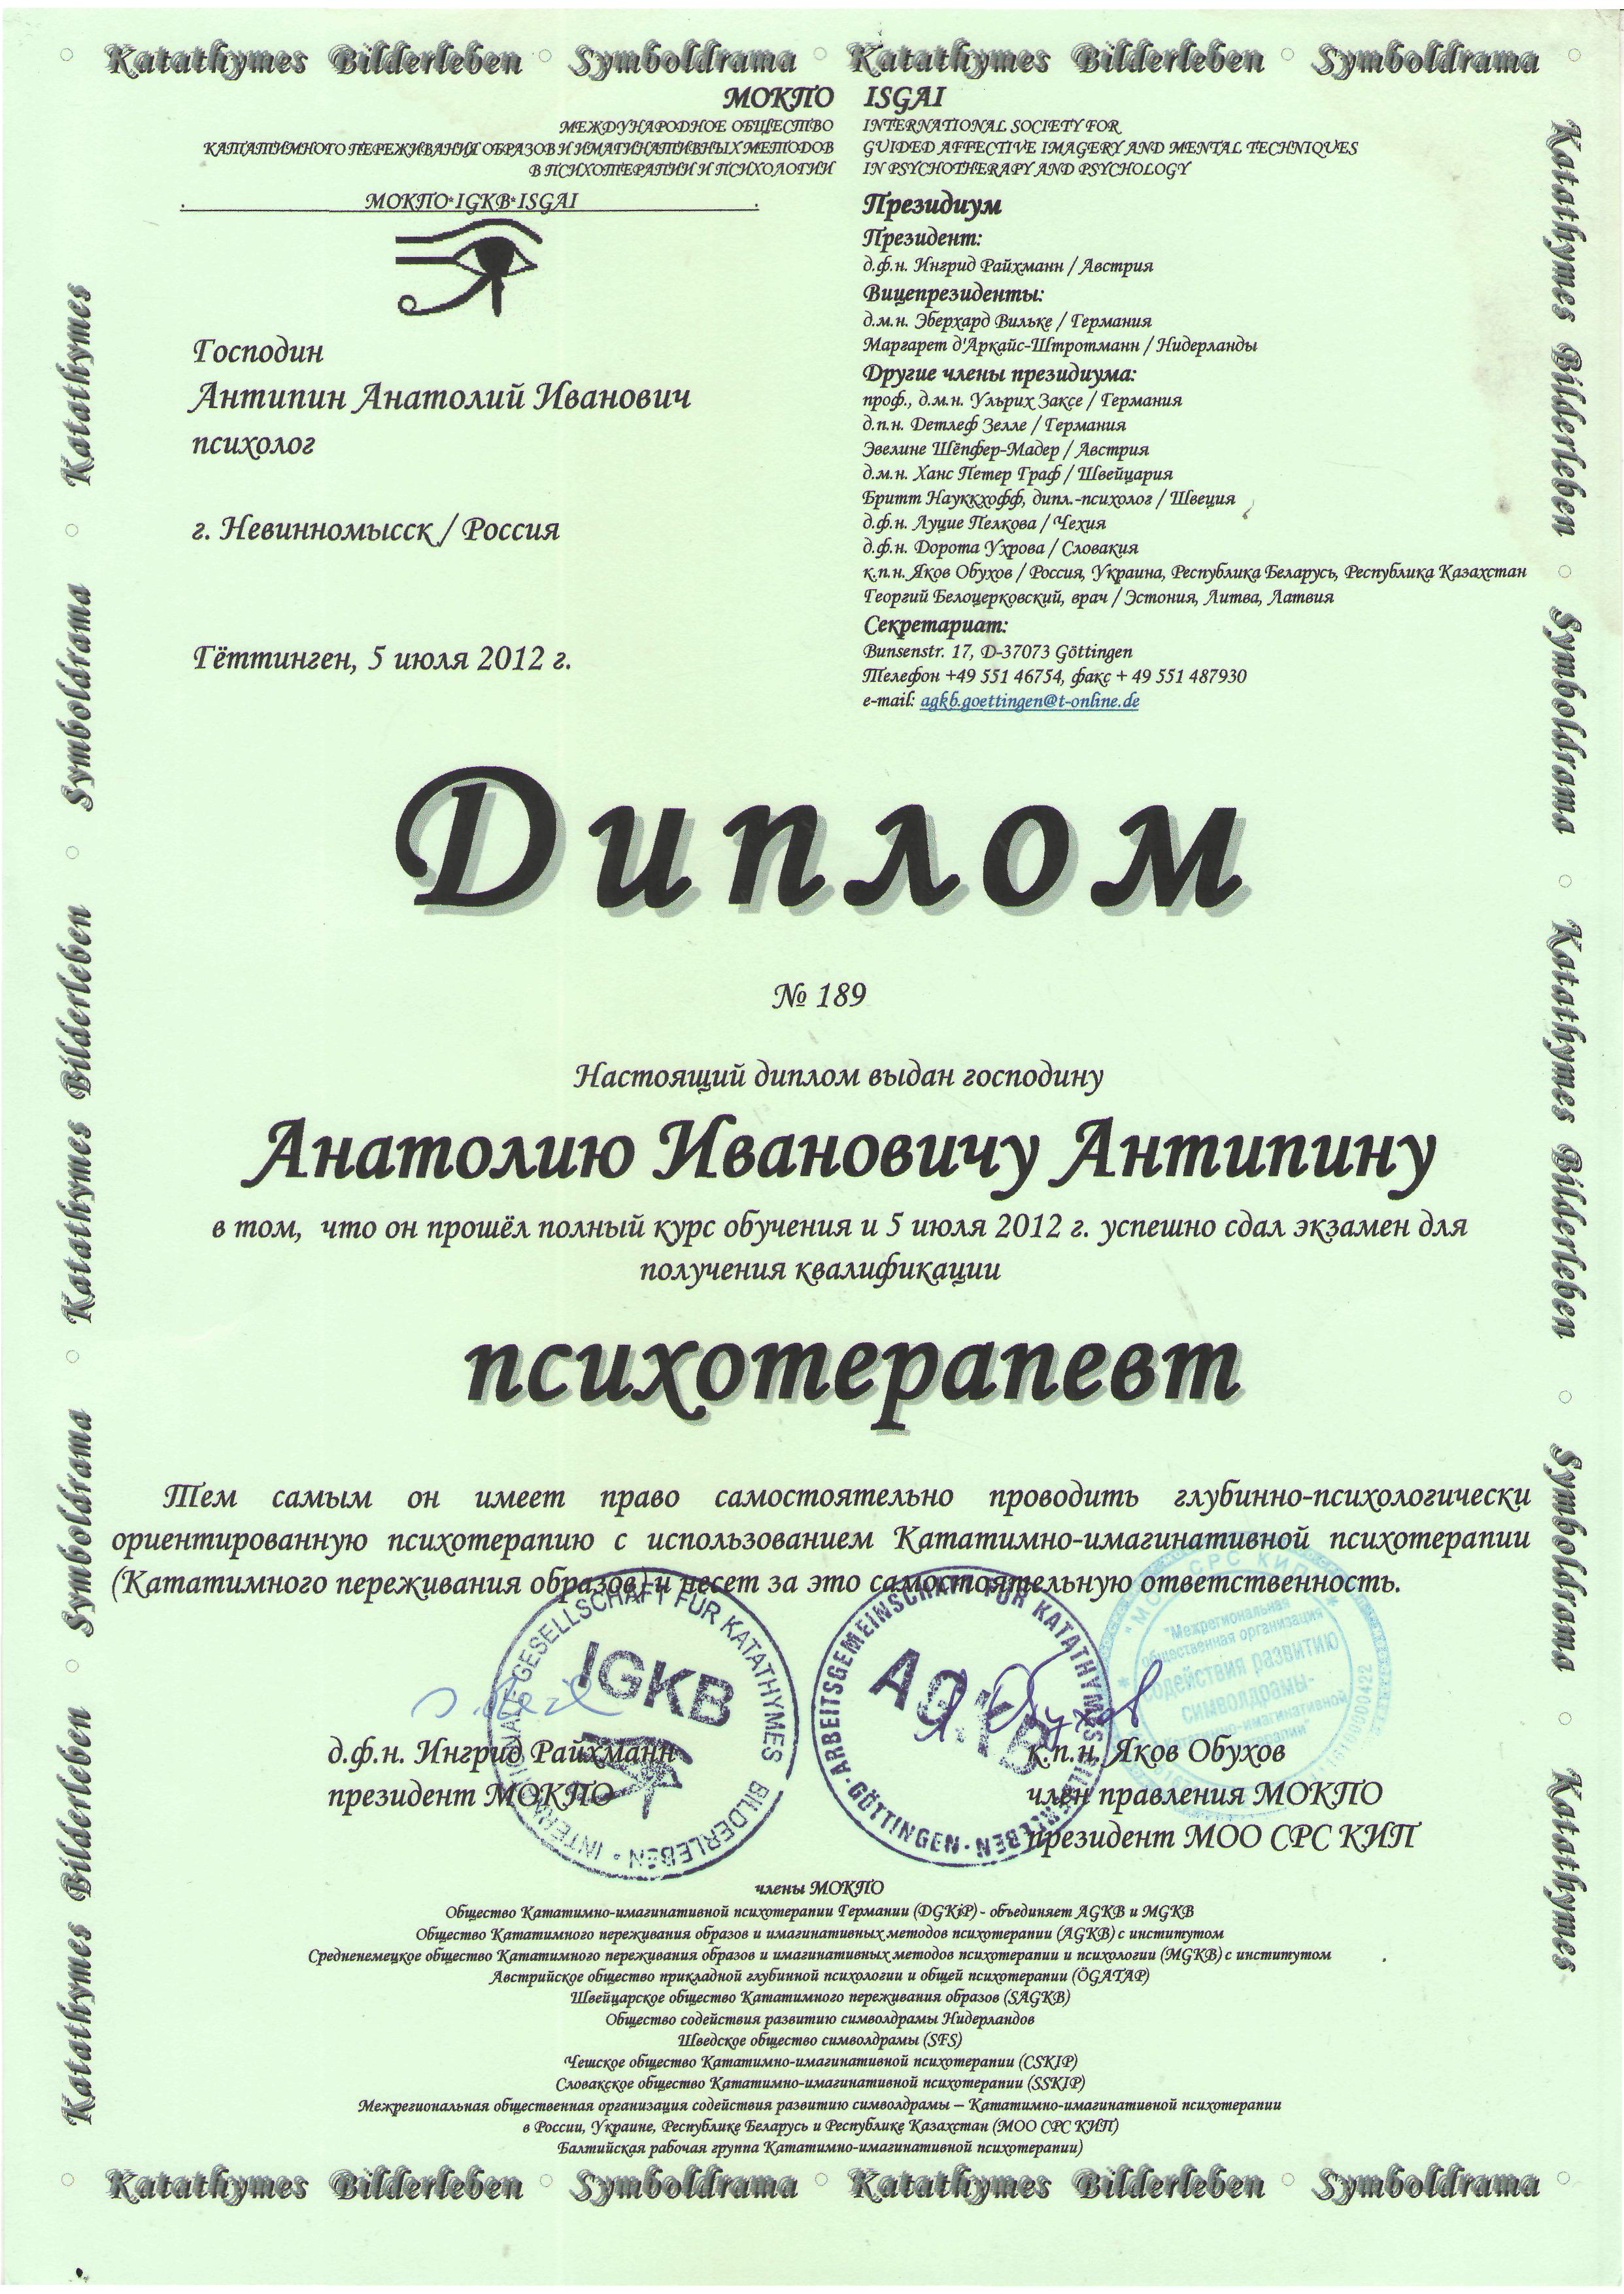 Katathymes Bilderleben ○ Symboldrama ○ Katathymes Bilderleben ○ Symboldrama
МОКПО
МЕЖДУНАРОДНОЕ ОБЩЕСТВО
КАТАТИМНОГО ПЕРЕЖИВАНИЯ ОБРАЗОВ И ИМАГИНАТИВНЫХ МЕТОДОВ
В ПСИХОТЕРАПИИ И ПСИХОЛОГИИ
МОКПО*IGKB*ISGAI
Господин
Антипин Анатолий Иванович
психолог
г. Невинномысск / Россия
Гёттинген, 5 июля 2012 г.
ISGAI
INTERNATIONAL SOCIETY FOR
GUIDED AFFECTIVE IMAGERY AND MENTAL TECHNIQUES
IN PSYCHOTHERAPY AND PSYCHOLOGY
Президиум
Президент:
д.ф.н. Ингрид Райхманн / Австрия
Вицепрезиденты:
д.м.н. Эберхард Вильке / Германия
Маргарет д'Аркайс-Штротманн / Нидерланды
Другие члены президиума:
проф., д.м.н. Ульрих Заксе / Германия
д.п.н. Детлеф Зелле / Германия
Эвелине Шёпфер-Мадер / Австрия
д.м.н. Ханс Петер Граф / Швейцария
Бритт Науккхофф, дипл.-психолог / Швеция
д.ф.н. Луцие Пелкова / Чехия
д.ф.н. Дорота Ухрова / Словакия
к.п.н. Яков Обухов / Россия, Украина, Республика Беларусь, Республика Казахстан
Георгий Белоцерковский, врач / Эстония, Литва, Латвия
Секретариат:
Bunsenstr. 17, D-37073 Göttingen
Телефон +49 551 46754, факс + 49 551 487930
e-mail: agkb.goettingen@t-online.de
Диплом
№ 189
Настоящий диплом выдан господину
Анатолию Ивановичу Антипину
в том, что он прошёл полный курс обучения и 5 июля 2012 г. успешно сдал экзамен для
получения квалификации
психотерапевт
Тем самым он имеет право самостоятельно проводить глубинно-психологически
ориентированную психотерапию с использованием Кататимно-имагинативной психотерапии
(Кататимного переживания образов) и несет за это самостоятельную ответственность.
INTERNATIONALE GESELLSCHAFT FÜR KATATHYMES BILDERLEBEN
IGKB
ARBEITSGEMEINSCHAFT FÜR KATATHYMES BILDERLEBEN · GÖTTINGEN ·
AGKB
"МОО СРС КИП"
"Межрегиональная
общественная организация
содействия развитию
символдрамы-
Кататимно-имагинативной
психотерапии"
д.ф.н. Ингрид Райхманн
президент МОКПО
к.п.н. Яков Обухов
член правления МОКПО
президент МОО СРС КИП
члены МОКПО
Общество Кататимно-имагинативной психотерапии Германии (DGKiP) - объединяет AGKB и MGKB
Общество Кататимного переживания образов и имагинативных методов психотерапии (AGKB) с институтом
Средненемецкое общество Кататимного переживания образов и имагинативных методов психотерапии и психологии (MGKB) с институтом
Австрийское общество прикладной глубинной психологии и общей психотерапии (ÖGATAP)
Швейцарское общество Кататимного переживания образов (SAGKB)
Общество содействия развитию символдрамы Нидерландов
Шведское общество символдрамы (SFS)
Чешское общество Кататимно-имагинативной психотерапии (CSKIP)
Словакское общество Кататимно-имагинативной психотерапии (SSKIP)
Межрегиональная общественная организация содействия развитию символдрамы – Кататимно-имагинативной психотерапии
в России, Украине, Республике Беларусь и Республике Казахстан (МОО СРС КИП)
Балтийская рабочая группа Кататимно-имагинативной психотерапии)
Katathymes Bilderleben ○ Symboldrama ○ Katathymes Bilderleben ○ Symboldrama
Katathymes Bilderleben ○ Symboldrama ○ Katathymes Bilderleben ○ Symboldrama ○ Katathymes
Katathymes Bilderleben ○ Symboldrama ○ Katathymes Bilderleben ○ Symboldrama ○ Katathymes